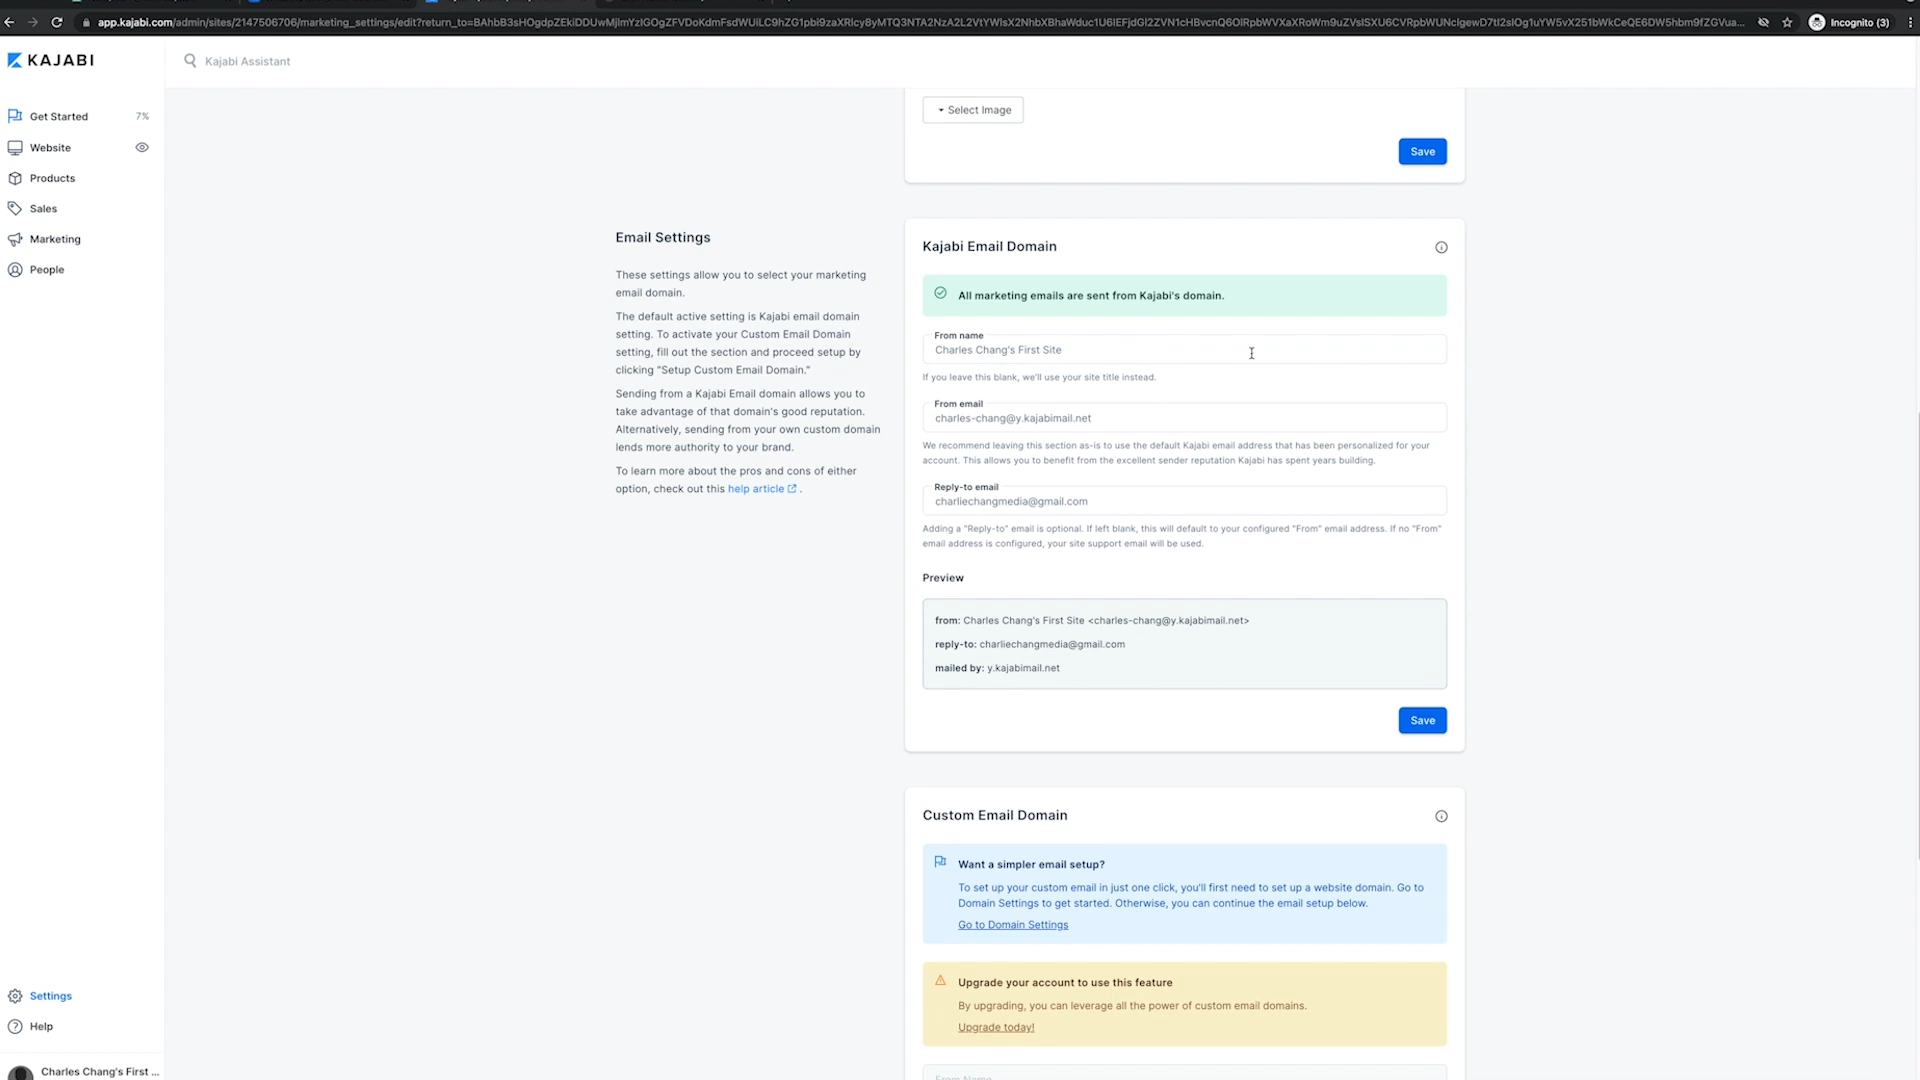 app.kajabi.com/admin/sites/2147506706/marketing_settings/edit?return_to=
Incognito (3)
KAJABI
Kajabi Assistant
Get Started 7%
Website
Products
Sales
Marketing
People
Settings
Help
Charles Chang's First ...
Select Image
Save
Email Settings
These settings allow you to select your marketing
email domain.
The default active setting is Kajabi email domain
setting. To activate your Custom Email Domain
setting, fill out the section and proceed setup by
clicking "Setup Custom Email Domain."
Sending from a Kajabi Email domain allows you to
take advantage of that domain's good reputation.
Alternatively, sending from your own custom domain
lends more authority to your brand.
To learn more about the pros and cons of either
option, check out this help article .
Kajabi Email Domain
All marketing emails are sent from Kajabi's domain.
From name
Charles Chang's First Site
If you leave this blank, we'll use your site title instead.
From email
charles-chang@y.kajabimail.net
We recommend leaving this section as-is to use the default Kajabi email address that has been personalized for your
account. This allows you to benefit from the excellent sender reputation Kajabi has spent years building.
Reply-to email
charliechangmedia@gmail.com
Adding a "Reply-to" email is optional. If left blank, this will default to your configured "From" email address. If no "From"
email address is configured, your site support email will be used.
Preview
from: Charles Chang's First Site <charles-chang@y.kajabimail.net>
reply-to: charliechangmedia@gmail.com
mailed by: y.kajabimail.net
Save
Custom Email Domain
Want a simpler email setup?
To set up your custom email in just one click, you'll first need to set up a website domain. Go to
Domain Settings to get started. Otherwise, you can continue the email setup below.
Go to Domain Settings
Upgrade your account to use this feature
By upgrading, you can leverage all the power of custom email domains.
Upgrade today!
From Name